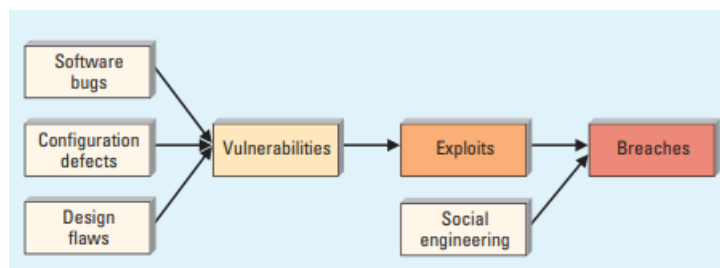 Software
bugs
Configuration
defects
Vulnerabilities
Exploits
Breaches
Design
flaws
Social
engineering